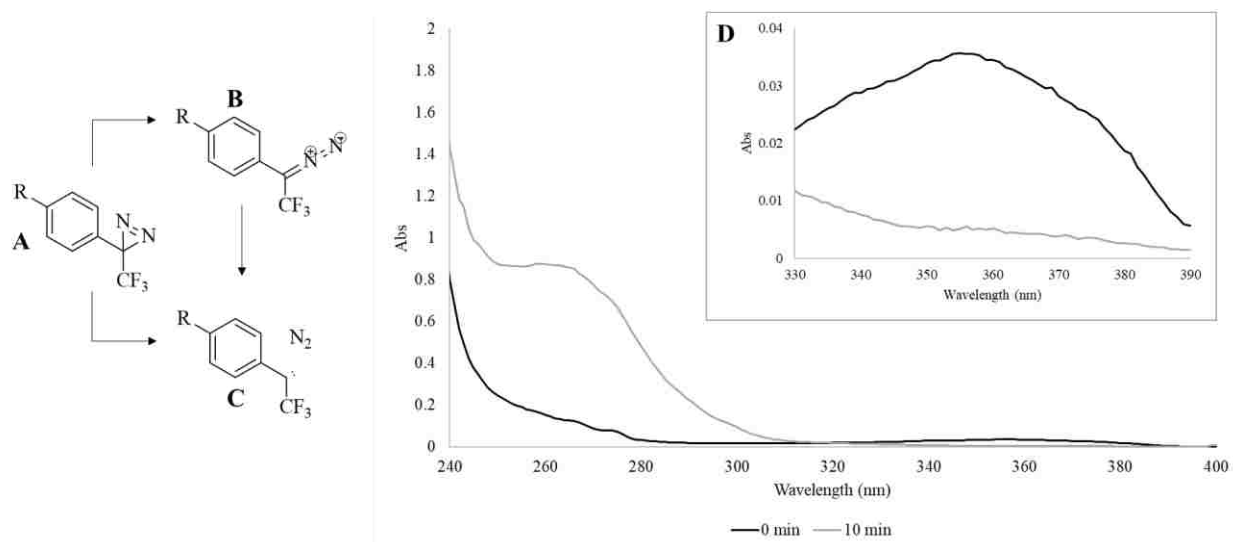 B
R
N
⊕
N
⊖
CF3
R
A
N
N
CF3
R
N2
C
CF3
2
1.8
1.6
1.4
1.2
1
0.8
0.6
0.4
0.2
0
Abs
240
260
280
300
320
340
360
380
400
Wavelength (nm)
0 min
10 min
D
0.04
0.03
0.02
0.01
0
Abs
330
340
350
360
370
380
390
Wavelength (nm)